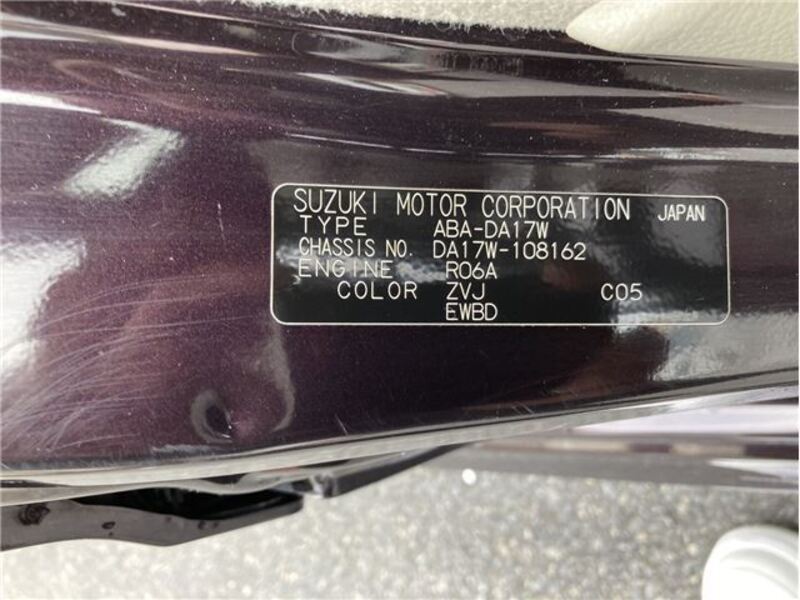 SUZUKI MOTOR CORPORATION JAPAN
TYPE ABA-DA17W
CHASSIS NO. DA17W-108162
ENGINE R06A
COLOR ZVJ C05
EWBD